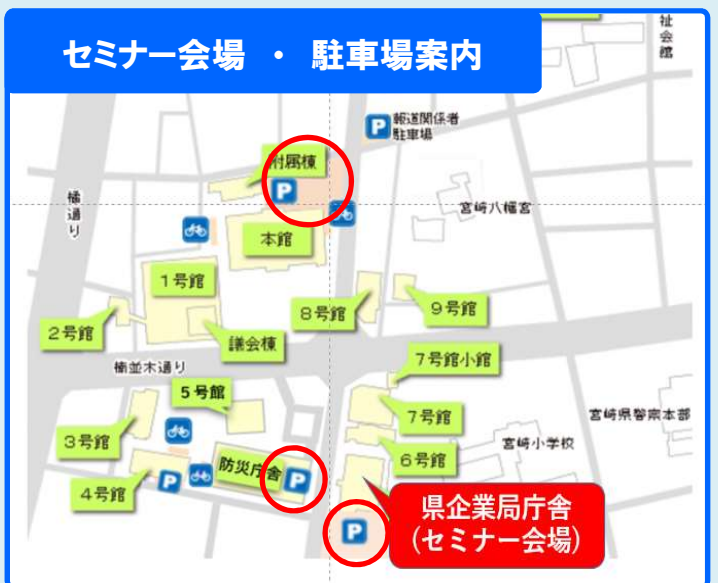 セミナー会場 ・ 駐車場案内
祉会館
P
報道関係者
駐車場
附属棟
P
橘通り
宮崎八幡宮
本館
1号館
8号館
9号館
2号館
議会棟
楠並木通り
7号館小館
5号館
7号館
宮崎県警察本部
3号館
6号館
宮崎小学校
防災庁舎
P
P
4号館
県企業局庁舎
(セミナー会場)
P